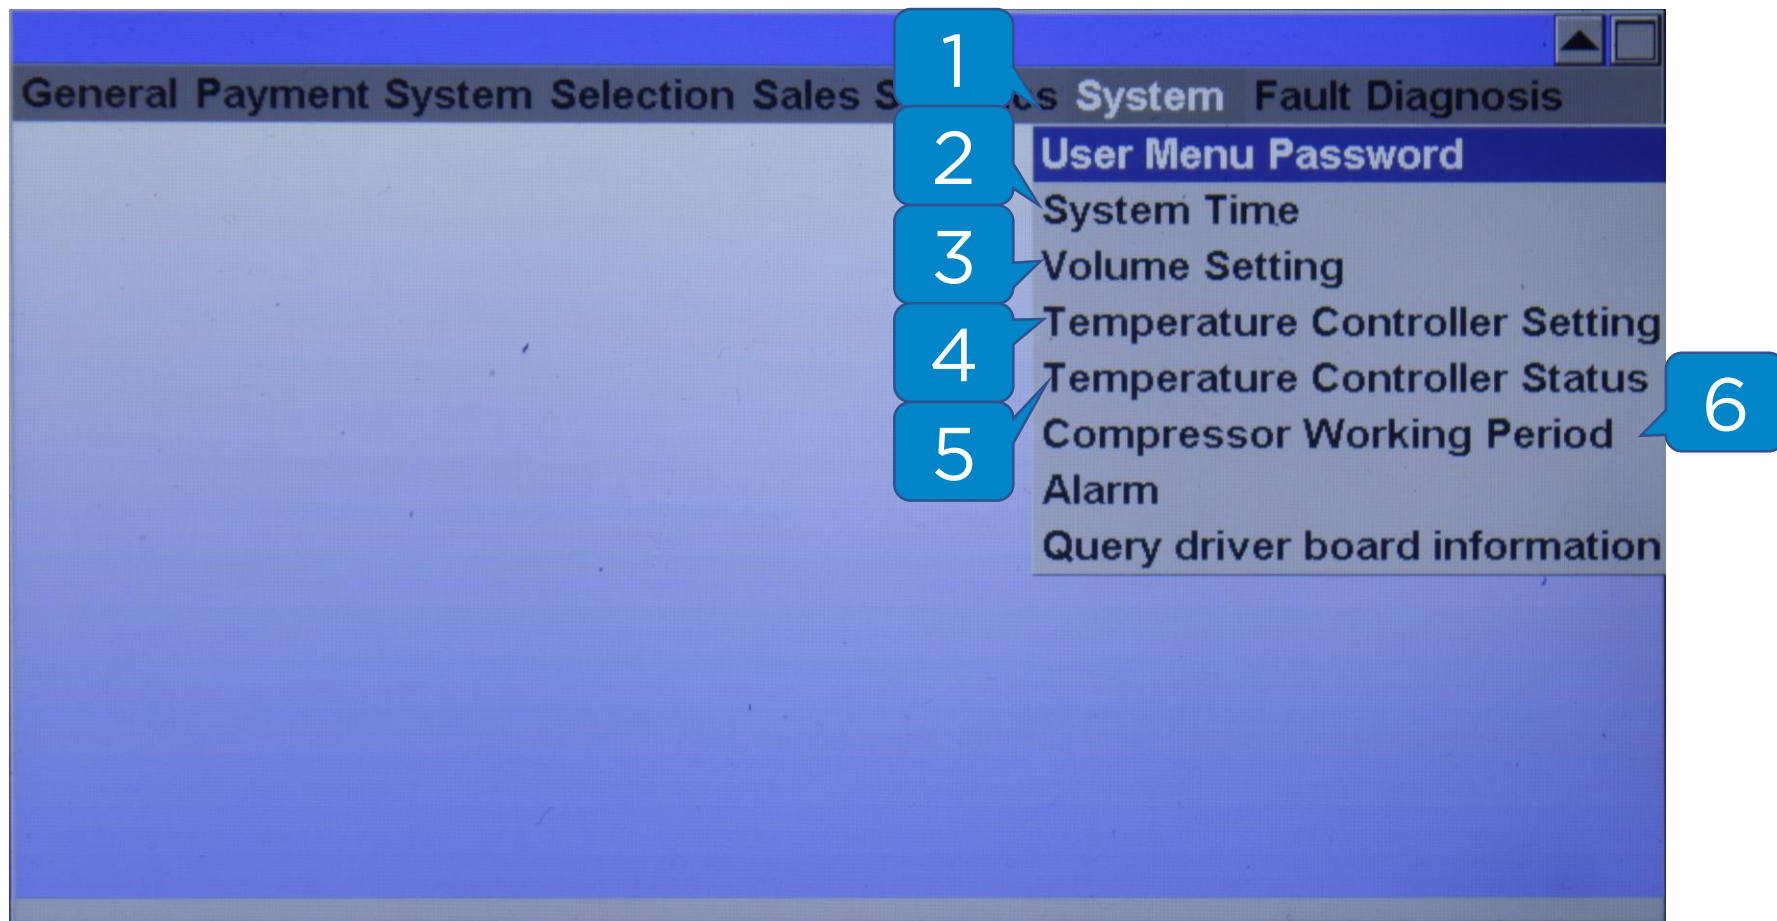 General Payment System Selection Sales S us System Fault Diagnosis
1
User Menu Password
2
System Time
3
Volume Setting
4
Temperature Controller Setting
5
Temperature Controller Status
6
Compressor Working Period
Alarm
Query driver board information